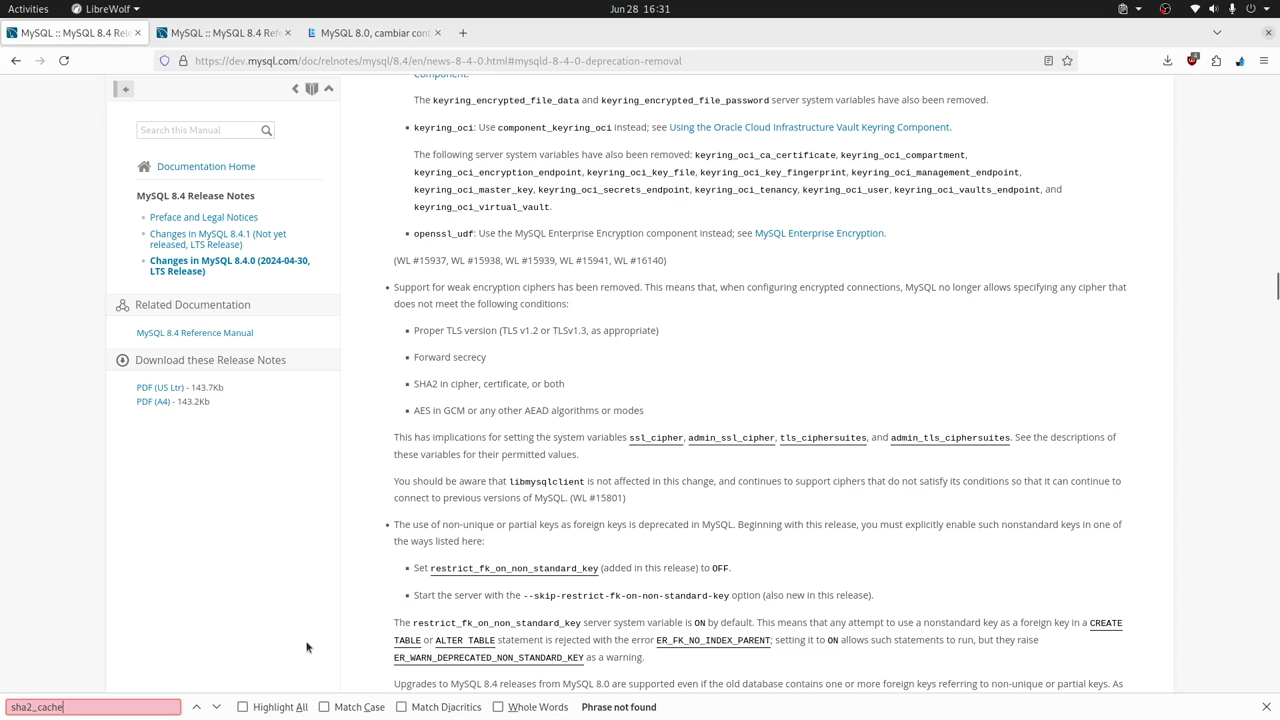 Activities
LibreWolf
Jun 28 16:31
MySQL :: MySQL 8.4 Rele
MySQL :: MySQL 8.4 Refe
MySQL 8.0, cambiar cont
https://dev.mysql.com/doc/relnotes/mysql/8.4/en/news-8-4-0.html#mysqld-8-4-0-deprecation-removal
4
Search this Manual
Documentation Home
MySQL 8.4 Release Notes
Preface and Legal Notices
Changes in MySQL 8.4.1 (Not yet
released, LTS Release)
Changes in MySQL 8.4.0 (2024-04-30,
LTS Release)
Related Documentation
MySQL 8.4 Reference Manual
Download these Release Notes
PDF (US Ltr) - 143.7Kb
PDF (A4) - 143.2Kb
Component.
The keyring_encrypted_file_data and keyring_encrypted_file_password server system variables have also been removed.
keyring_oci: Use component_keyring_oci instead; see Using the Oracle Cloud Infrastructure Vault Keyring Component.
The following server system variables have also been removed: keyring_oci_ca_certificate, keyring_oci_compartment,
keyring_oci_encryption_endpoint, keyring_oci_key_file, keyring_oci_key_fingerprint, keyring_oci_management_endpoint,
keyring_oci_master_key, keyring_oci_secrets_endpoint, keyring_oci_tenancy, keyring_oci_user, keyring_oci_vaults_endpoint, and
keyring_oci_virtual_vault.
openssl_udf: Use the MySQL Enterprise Encryption component instead; see MySQL Enterprise Encryption.
(WL #15937, WL #15938, WL #15939, WL #15941, WL #16140)
Support for weak encryption ciphers has been removed. This means that, when configuring encrypted connections, MySQL no longer allows specifying any cipher that
does not meet the following conditions:
Proper TLS version (TLS v1.2 or TLSv1.3, as appropriate)
Forward secrecy
SHA2 in cipher, certificate, or both
AES in GCM or any other AEAD algorithms or modes
This has implications for setting the system variables ssl_cipher, admin_ssl_cipher, tls_ciphersuites, and admin_tls_ciphersuites. See the descriptions of
these variables for their permitted values.
You should be aware that libmysqlclient is not affected in this change, and continues to support ciphers that do not satisfy its conditions so that it can continue to
connect to previous versions of MySQL. (WL #15801)
The use of non-unique or partial keys as foreign keys is deprecated in MySQL. Beginning with this release, you must explicitly enable such nonstandard keys in one of
the ways listed here:
Set restrict_fk_on_non_standard_key (added in this release) to OFF.
Start the server with the --skip-restrict-fk-on-non-standard-key option (also new in this release).
The restrict_fk_on_non_standard_key server system variable is ON by default. This means that any attempt to use a nonstandard key as a foreign key in a CREATE
TABLE or ALTER TABLE statement is rejected with the error ER_FK_NO_INDEX_PARENT; setting it to ON allows such statements to run, but they raise
ER_WARN_DEPRECATED_NON_STANDARD_KEY as a warning.
Upgrades to MySQL 8.4 releases from MySQL 8.0 are supported even if the old database contains one or more foreign keys referring to non-unique or partial keys. As
sha2_cache
Highlight All
Match Case
Match Diacritics
Whole Words
Phrase not found